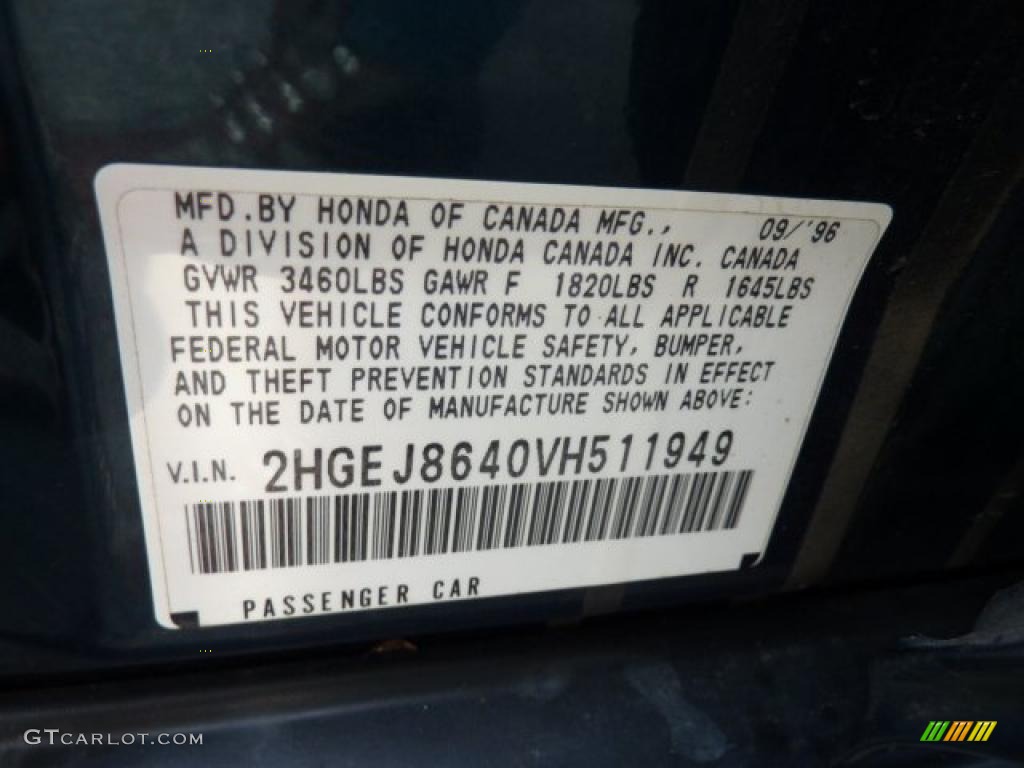 MFD. BY HONDA OF CANADA MFG., 09/'96
A DIVISION OF HONDA CANADA INC. CANADA
GVWR 3460LBS GAWR F 1820LBS R 1645LBS
THIS VEHICLE CONFORMS TO ALL APPLICABLE
FEDERAL MOTOR VEHICLE SAFETY, BUMPER,
AND THEFT PREVENTION STANDARDS IN EFFECT
ON THE DATE OF MANUFACTURE SHOWN ABOVE:
V.I.N. 2HGEJ8640VH511949
PASSENGER CAR
GTCARLOT.COM